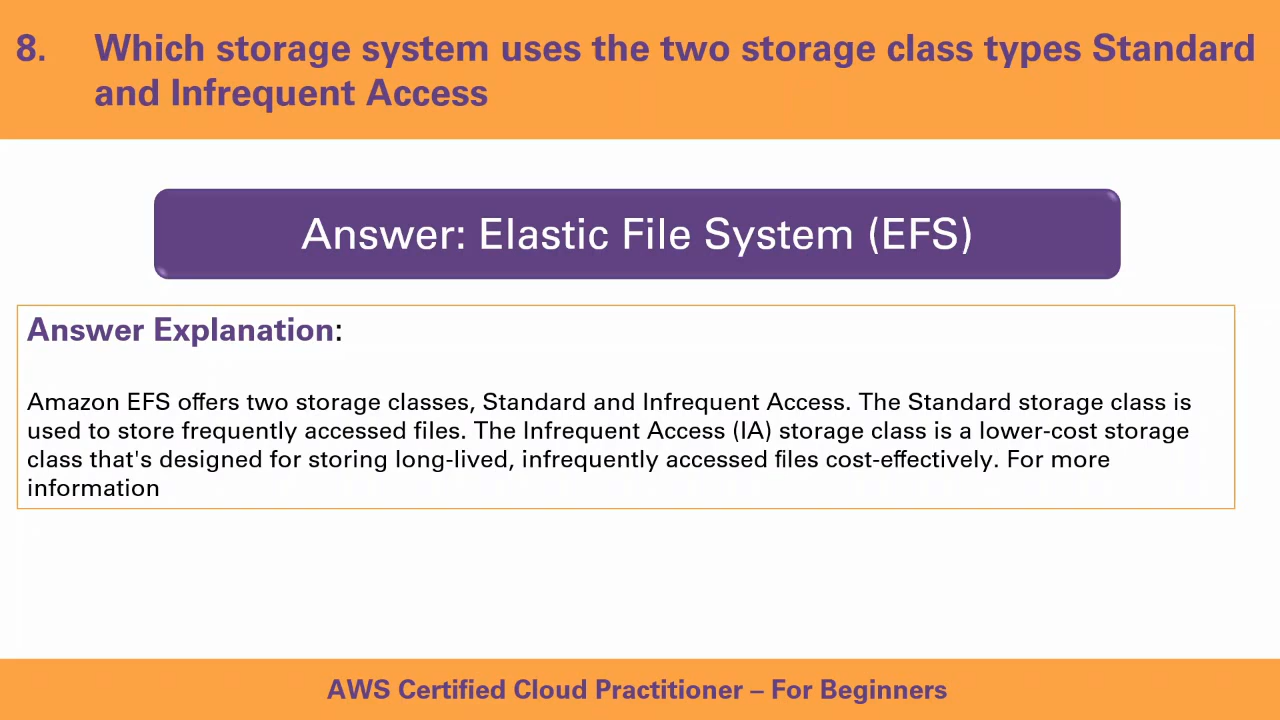 8. Which storage system uses the two storage class types Standard
and Infrequent Access
Answer: Elastic File System (EFS)
Answer Explanation:
Amazon EFS offers two storage classes, Standard and Infrequent Access. The Standard storage class is
used to store frequently accessed files. The Infrequent Access (IA) storage class is a lower-cost storage
class that's designed for storing long-lived, infrequently accessed files cost-effectively. For more
information
AWS Certified Cloud Practitioner – For Beginners